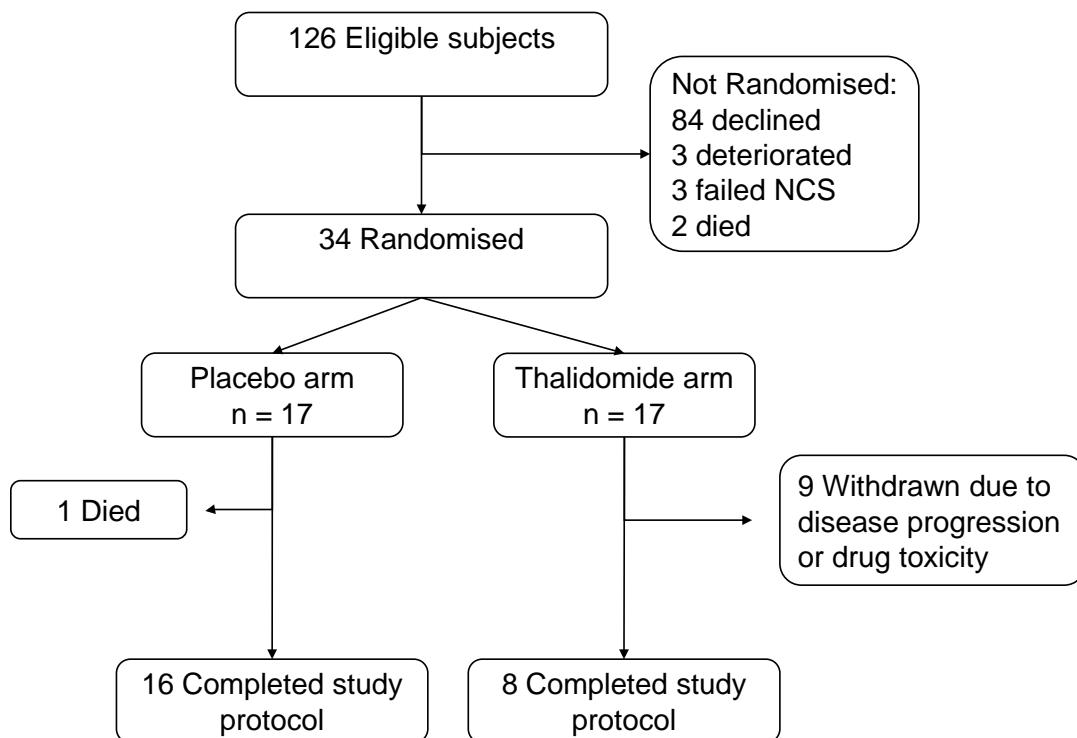 126 Eligible subjects
Not Randomised:
84 declined
3 deteriorated
3 failed NCS
2 died
34 Randomised
Placebo arm
n = 17
Thalidomide arm
n = 17
1 Died
9 Withdrawn due to
disease progression
or drug toxicity
16 Completed study
protocol
8 Completed study
protocol